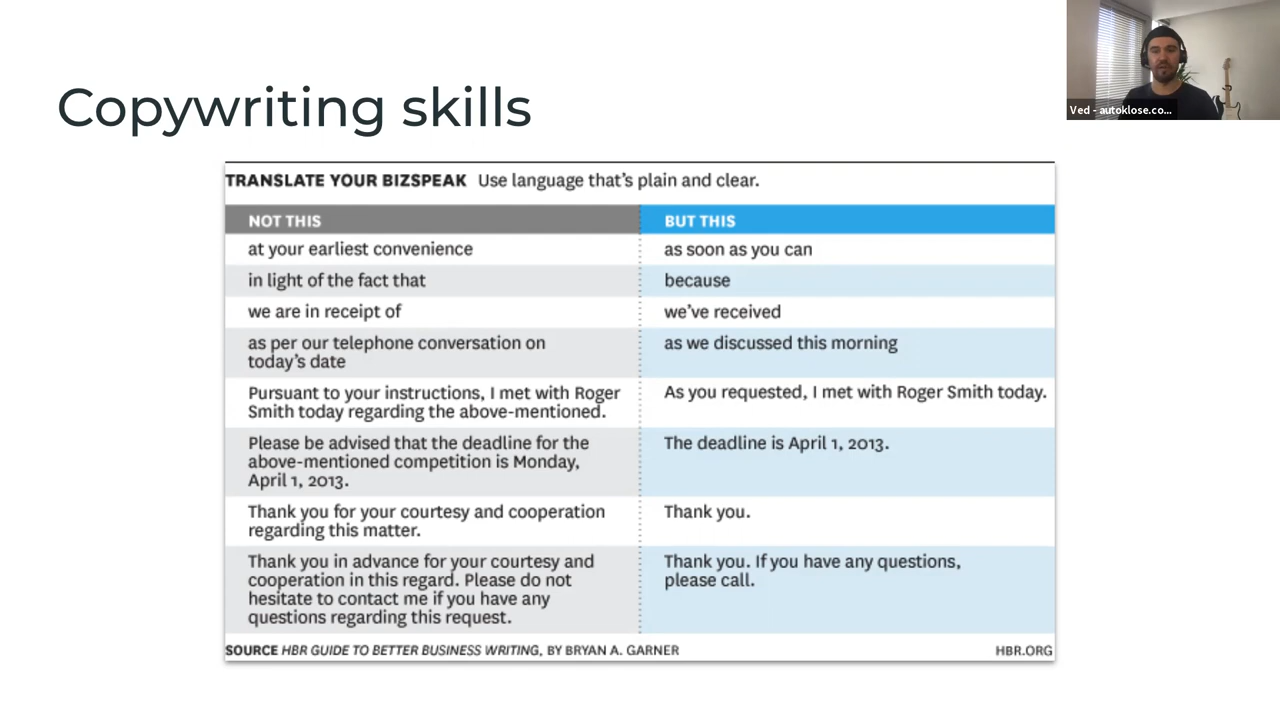 Copywriting skills
Ved - autoklose.co...
TRANSLATE YOUR BIZSPEAK Use language that's plain and clear.
NOT THIS
BUT THIS
at your earliest convenience
as soon as you can
in light of the fact that
because
we are in receipt of
we've received
as per our telephone conversation on
today's date
as we discussed this morning
Pursuant to your instructions, I met with Roger
Smith today regarding the above-mentioned.
As you requested, I met with Roger Smith today.
Please be advised that the deadline for the
above-mentioned competition is Monday,
April 1, 2013.
The deadline is April 1, 2013.
Thank you for your courtesy and cooperation
regarding this matter.
Thank you.
Thank you in advance for your courtesy and
cooperation in this regard. Please do not
hesitate to contact me if you have any
questions regarding this request.
Thank you. If you have any questions,
please call.
SOURCE HBR GUIDE TO BETTER BUSINESS WRITING, BY BRYAN A. GARNER
HBR.ORG